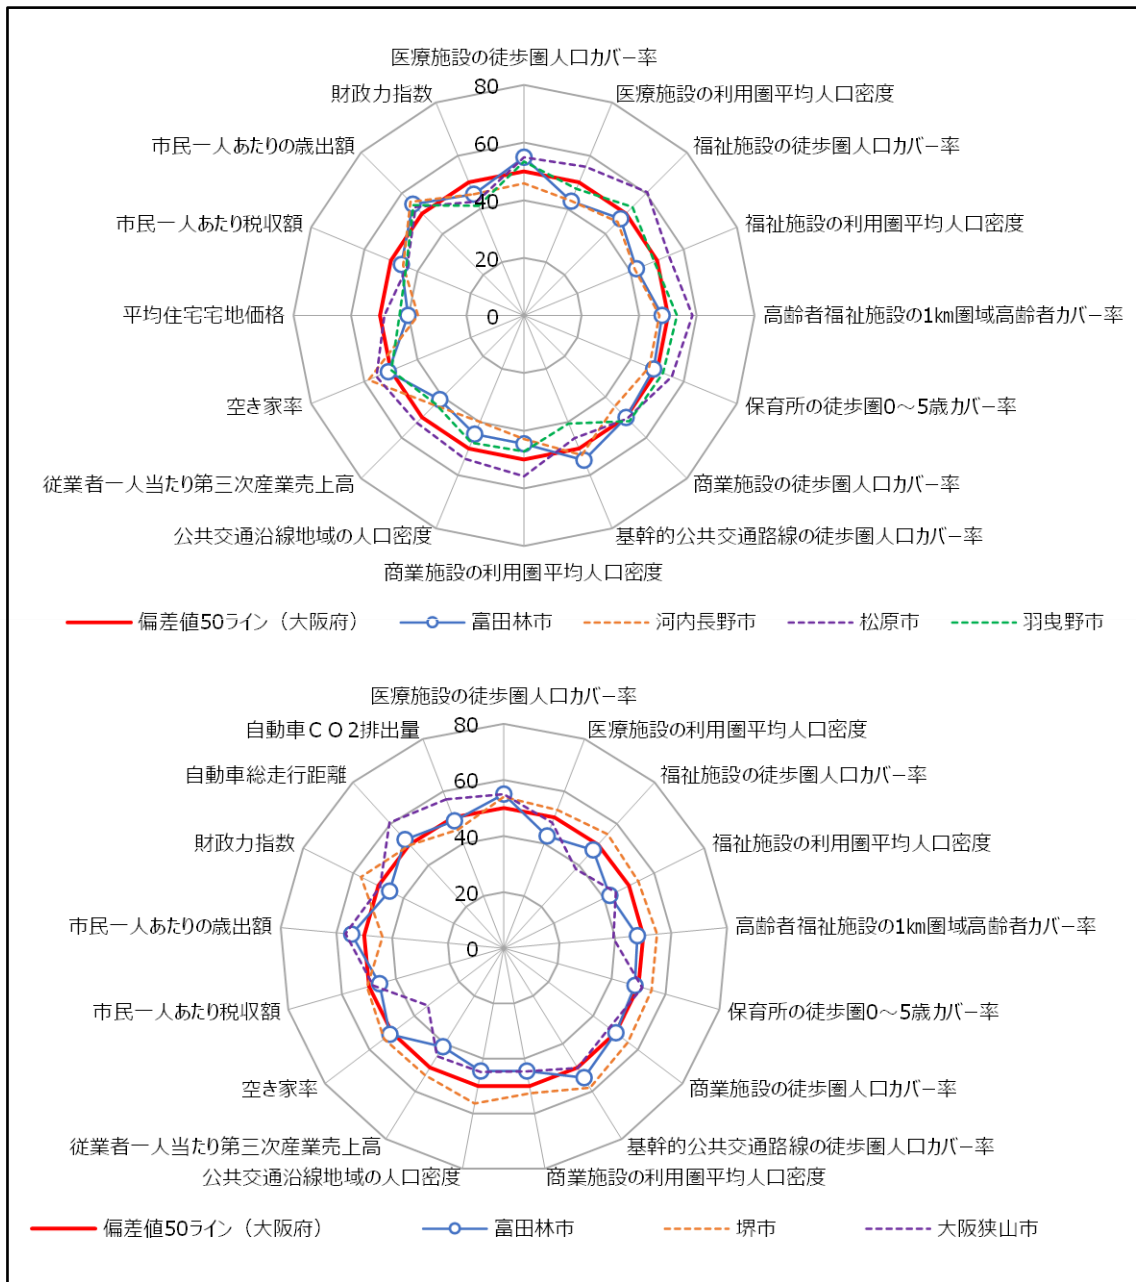 医療施設の徒歩圏人口カバー率
80
財政力指数
医療施設の利用圏平均人口密度
市民一人あたりの歳出額
60
福祉施設の徒歩圏人口カバー率
市民一人あたり税収額
40
福祉施設の利用圏平均人口密度
20
平均住宅宅地価格
0
高齢者福祉施設の1㎞圏域高齢者カバー率
空き家率
保育所の徒歩圏0～5歳カバー率
従業者一人当たり第三次産業売上高
商業施設の徒歩圏人口カバー率
公共交通沿線地域の人口密度
基幹的公共交通路線の徒歩圏人口カバー率
商業施設の利用圏平均人口密度
偏差値50ライン（大阪府） 富田林市 河内長野市 松原市 羽曳野市
医療施設の徒歩圏人口カバー率
80
自動車ＣＯ2排出量
医療施設の利用圏平均人口密度
自動車総走行距離
60
福祉施設の徒歩圏人口カバー率
財政力指数
40
福祉施設の利用圏平均人口密度
20
市民一人あたりの歳出額
0
高齢者福祉施設の1㎞圏域高齢者カバー率
市民一人あたり税収額
保育所の徒歩圏0～5歳カバー率
空き家率
商業施設の徒歩圏人口カバー率
従業者一人当たり第三次産業売上高
基幹的公共交通路線の徒歩圏人口カバー率
公共交通沿線地域の人口密度
商業施設の利用圏平均人口密度
偏差値50ライン（大阪府） 富田林市 堺市 大阪狭山市